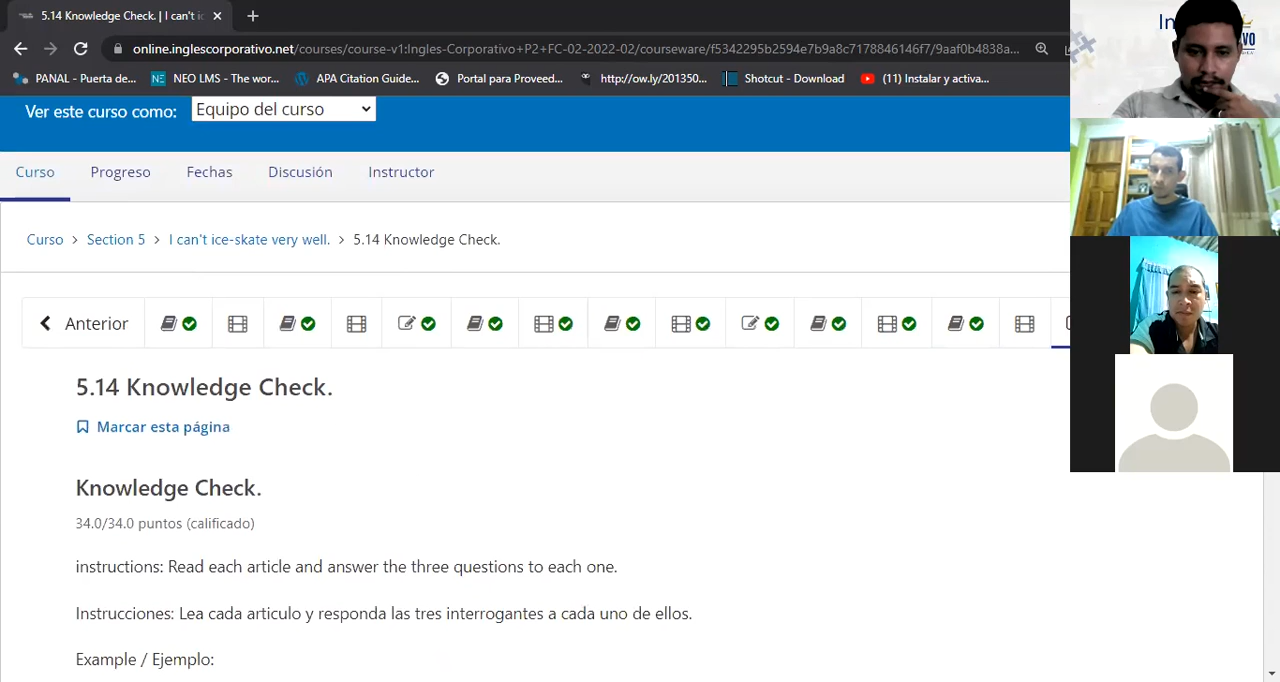 5.14 Knowledge Check. | I can't ic
online.inglescorporativo.net/courses/course-v1:Ingles-Corporativo+P2+FC-02-2022-02/courseware/f5342295b2594e7b9a8c7178846146f7/9aaf0b4838a...
PANAL - Puerta de... NEO LMS - The wor... APA Citation Guide... Portal para Proveed... http://ow.ly/201350... Shotcut - Download (11) Instalar y activa...
Ver este curso como: Equipo del curso
Curso Progreso Fechas Discusión Instructor
Curso > Section 5 > I can't ice-skate very well. > 5.14 Knowledge Check.
Anterior
5.14 Knowledge Check.
Marcar esta página
Knowledge Check.
34.0/34.0 puntos (calificado)
instructions: Read each article and answer the three questions to each one.
Instrucciones: Lea cada articulo y responda las tres interrogantes a cada uno de ellos.
Example / Ejemplo: